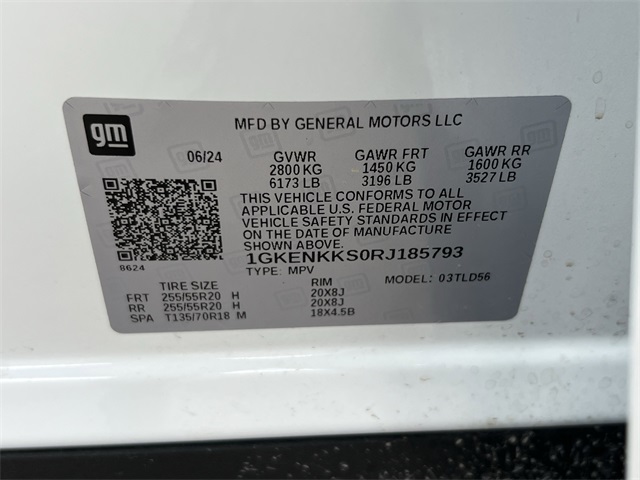 gm
MFD BY GENERAL MOTORS LLC
06/24 GVWR GAWR FRT GAWR RR
2800 KG 1450 KG 1600 KG
6173 LB 3196 LB 3527 LB
THIS VEHICLE CONFORMS TO ALL
APPLICABLE U.S. FEDERAL MOTOR
VEHICLE SAFETY STANDARDS IN EFFECT
ON THE DATE OF MANUFACTURE
SHOWN ABOVE.
8624
1GKENKKS0RJ185793
TYPE: MPV MODEL: 03TLD56
TIRE SIZE RIM
FRT 255/55R20 H 20X8J
RR 255/55R20 H 20X8J
SPA T135/70R18 M 18X4.5B